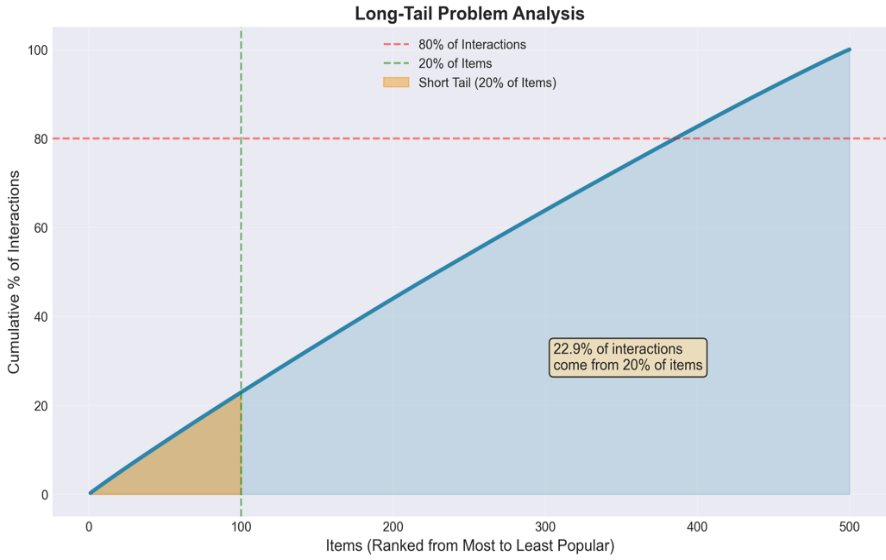 Long-Tail Problem Analysis
80% of Interactions
20% of Items
Short Tail (20% of Items)
100
80
60
40
20
0
Cumulative % of Interactions
22.9% of interactions
come from 20% of items
0 100 200 300 400 500
Items (Ranked from Most to Least Popular)